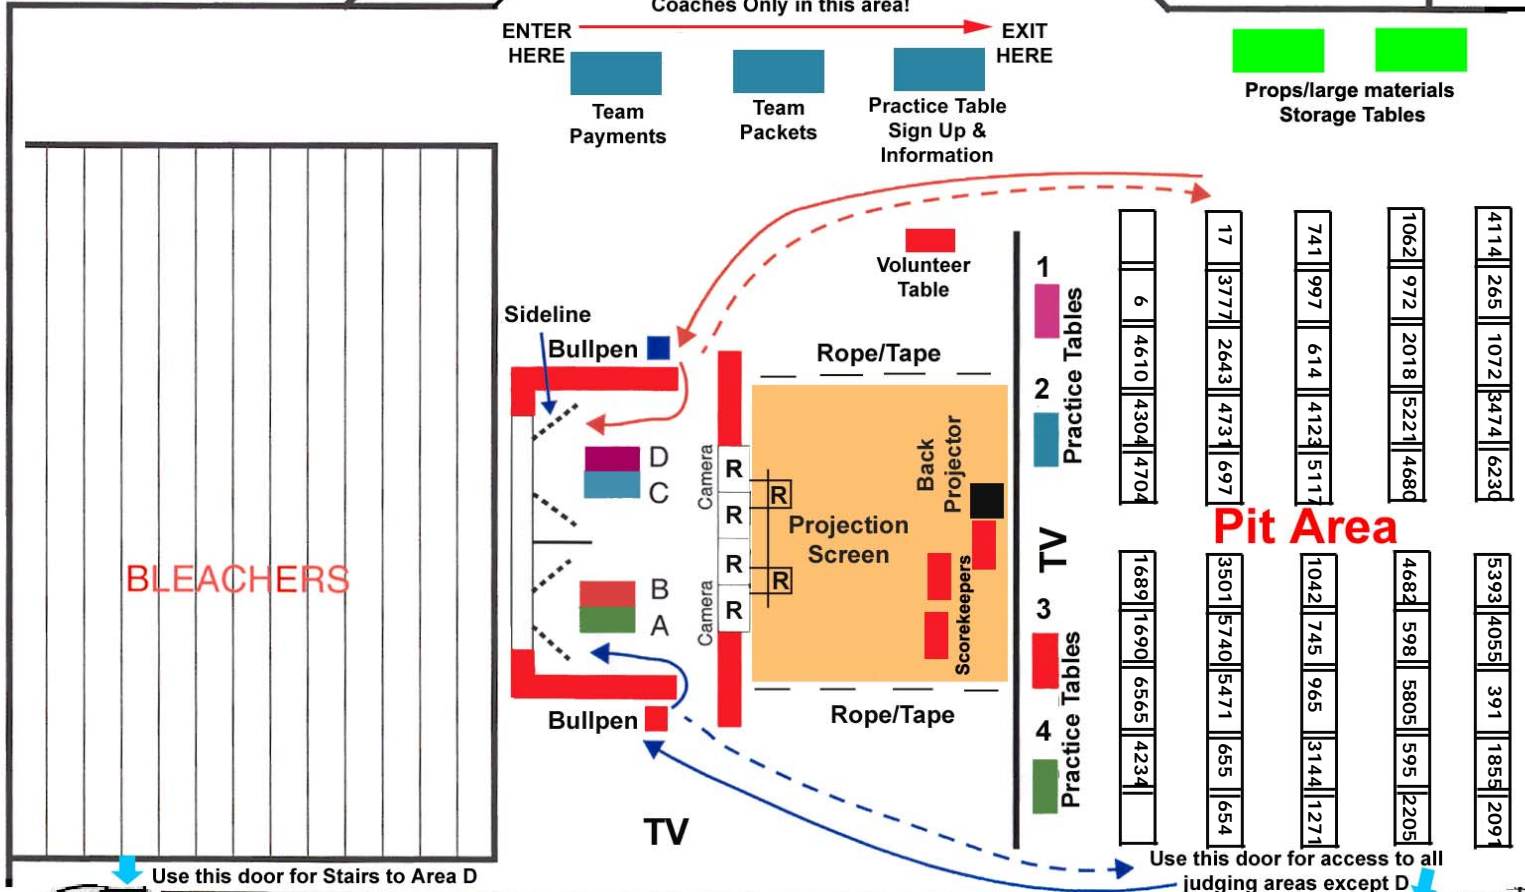 Coaches Only in this area!
ENTER
HERE
EXIT
HERE
Team
Payments
Team
Packets
Practice Table
Sign Up &
Information
Props/large materials
Storage Tables
Volunteer
Table
Sideline
Bullpen
Rope/Tape
D
C
B
A
Camera
Camera
R
R
R
R
R
R
Projection
Screen
Back
Projector
Scorekeepers
Rope/Tape
Bullpen
BLEACHERS
TV
TV
1
Practice Tables
2
3
Practice Tables
4
6
4610
4304
4704
17
3777
2643
4731
697
741
997
614
4123
5117
1062
972
2018
5221
4680
4114
265
1072
3474
6230
Pit Area
1689
1690
6565
4234
3501
5740
5471
655
654
1042
745
965
3144
1271
4682
598
5805
595
2205
5393
4055
391
1855
2091
Use this door for Stairs to Area D
Use this door for access to all
judging areas except D